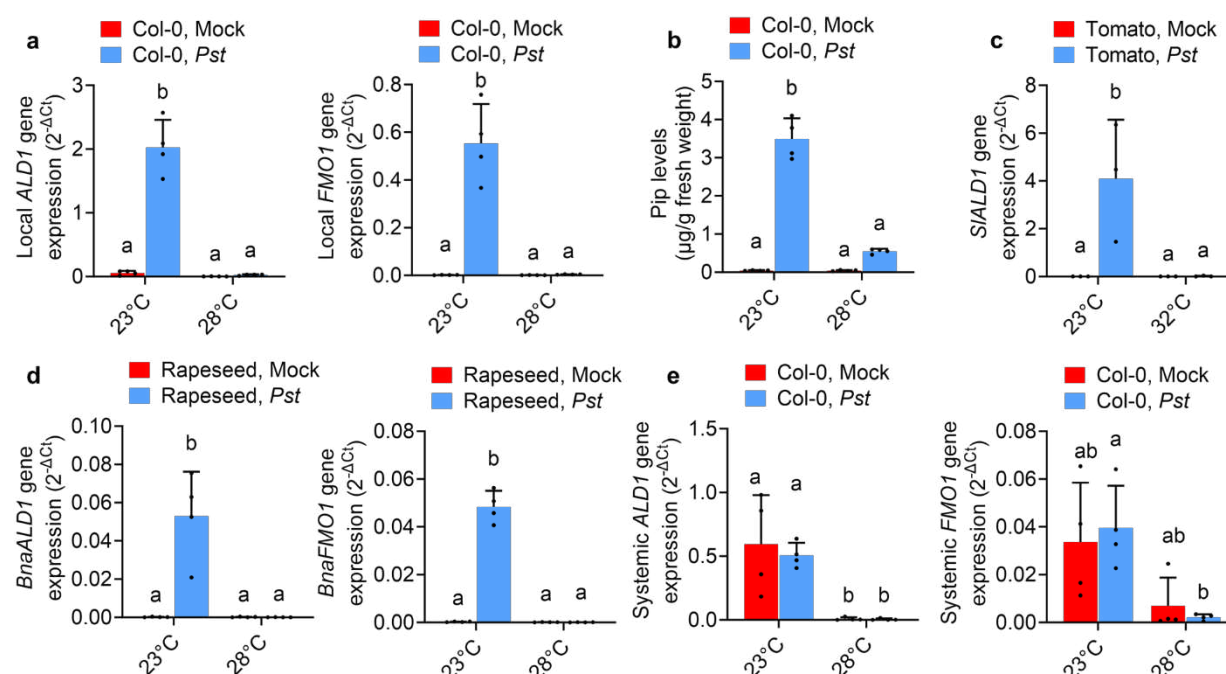 a
Col-0, Mock
Col-0, Pst
Local ALD1 gene
expression (2-ΔCt)
3
2
1
0
a
b
a
a
23°C
28°C
Col-0, Mock
Col-0, Pst
Local FMO1 gene
expression (2-ΔCt)
0.8
0.6
0.4
0.2
0.0
a
b
a
a
23°C
28°C
b
Col-0, Mock
Col-0, Pst
Pip levels
(µg/g fresh weight)
5
4
3
2
1
0
a
b
a
a
23°C
28°C
c
Tomato, Mock
Tomato, Pst
SlALD1 gene
expression (2-ΔCt)
8
6
4
2
0
a
b
a
a
23°C
32°C
d
Rapeseed, Mock
Rapeseed, Pst
BnaALD1 gene
expression (2-ΔCt)
0.10
0.08
0.06
0.04
0.02
0.00
a
b
a
a
23°C
28°C
Rapeseed, Mock
Rapeseed, Pst
BnaFMO1 gene
expression (2-ΔCt)
0.08
0.06
0.04
0.02
0.00
a
b
a
a
23°C
28°C
e
Col-0, Mock
Col-0, Pst
Systemic ALD1 gene
expression (2-ΔCt)
1.5
1.0
0.5
0.0
a
a
b
b
23°C
28°C
Col-0, Mock
Col-0, Pst
Systemic FMO1 gene
expression (2-ΔCt)
0.08
0.06
0.04
0.02
0.00
ab
a
ab
b
23°C
28°C